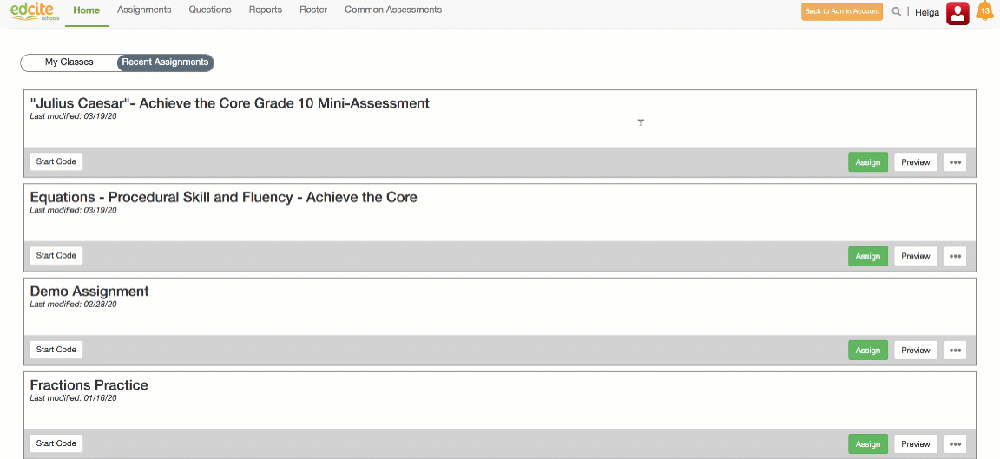 edcite
schools
Home Assignments Questions Reports Roster Common Assessments Back to Admin Account | Helga 13
My Classes Recent Assignments
"Julius Caesar"- Achieve the Core Grade 10 Mini-Assessment
Last modified: 03/19/20
Start Code Assign Preview •••
Equations - Procedural Skill and Fluency - Achieve the Core
Last modified: 03/19/20
Start Code Assign Preview •••
Demo Assignment
Last modified: 02/28/20
Start Code Assign Preview •••
Fractions Practice
Last modified: 01/16/20
Start Code Assign Preview •••